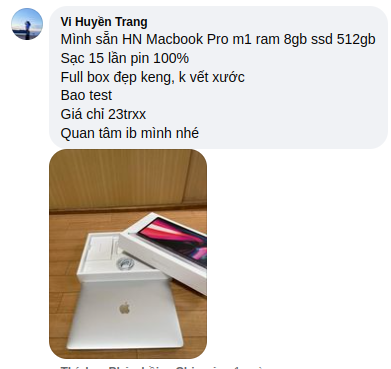 Vi Huyền Trang
Mình sẵn HN Macbook Pro m1 ram 8gb ssd 512gb
Sạc 15 lần pin 100%
Full box đẹp keng, k vết xước
Bao test
Giá chỉ 23trxx
Quan tâm ib mình nhé